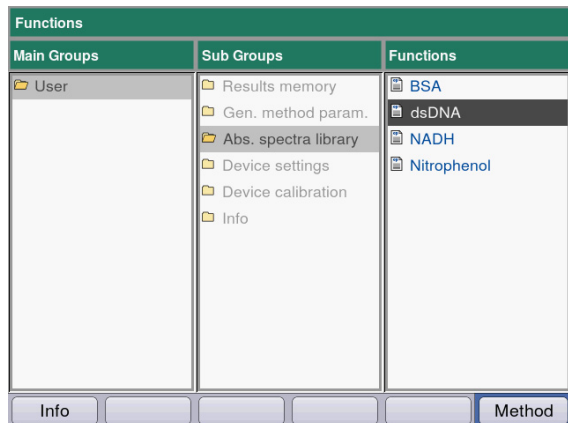 Functions
Main Groups
Sub Groups
Functions
User
Results memory
Gen. method param.
Abs. spectra library
Device settings
Device calibration
Info
BSA
dsDNA
NADH
Nitrophenol
Info
Method